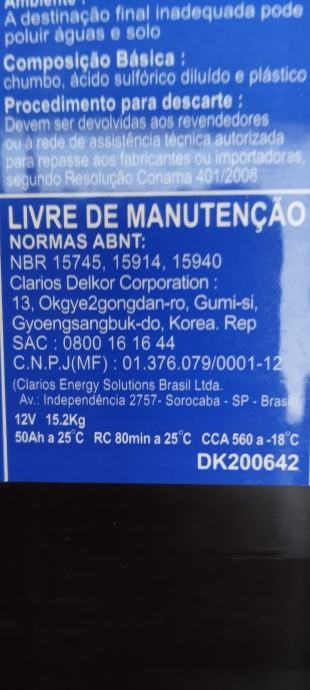 Ambiente :
A destinação final inadequada pode
poluir águas e solo
Composição Básica :
chumbo, ácido sulfúrico diluído e plástico
Procedimento para descarte :
Devem ser devolvidas aos revendedores
ou à rede de assistência técnica autorizada
para repasse aos fabricantes ou importadoras,
segundo Resolução Conama 401/2008
LIVRE DE MANUTENÇÃO
NORMAS ABNT:
NBR 15745, 15914, 15940
Clarios Delkor Corporation :
13, Okgye2gongdan-ro, Gumi-si,
Gyoengsangbuk-do, Korea. Rep
SAC : 0800 16 16 44
C.N.P.J(MF) : 01.376.079/0001-12
(Clarios Energy Solutions Brasil Ltda.
Av.: Independência 2757- Sorocaba - SP - Brasil)
12V 15.2Kg
50Ah a 25°C RC 80min a 25°C CCA 560 a -18°C
DK200642